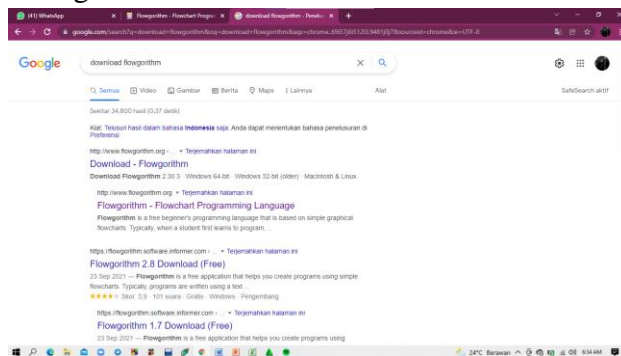 (41) WhatsApp
Flowgorithm - Flowchart Progra
download flowgorithm - Penelus
google.com/search?q=download+flowgorithm&oq=download+flowgorithm&aqs=chrome..
Google
download flowgorithm
Semua Video Gambar Berita Maps Lainnya Alat
SafeSearch aktif
Sekitar 34.800 hasil (0,37 detik)
Kiat: Telusuri hasil dalam bahasa Indonesia saja. Anda dapat menentukan bahasa penelusuran di
Preferensi
http://www.flowgorithm.org › ... Terjemahkan halaman ini
Download - Flowgorithm
Download Flowgorithm 2.30.3 · Windows 64-bit · Windows 32-bit (older) · Macintosh & Linux.
http://www.flowgorithm.org Terjemahkan halaman ini
Flowgorithm - Flowchart Programming Language
Flowgorithm is a free beginner's programming language that is based on simple graphical
flowcharts. Typically, when a student first learns to program, ...
https://flowgorithm.software.informer.com › ... Terjemahkan halaman ini
Flowgorithm 2.8 Download (Free)
23 Sep 2021 — Flowgorithm is a free application that helps you create programs using simple
flowcharts. Typically, programs are written using a text ...
Skor: 3,9 · 101 suara · Gratis · Windows · Pengembang
https://flowgorithm.software.informer.com › ... Terjemahkan halaman ini
Flowgorithm 1.7 Download (Free)
23 Sep 2021 — Flowgorithm is a free application that helps you create programs using
24°C Berawan 6:34 AM